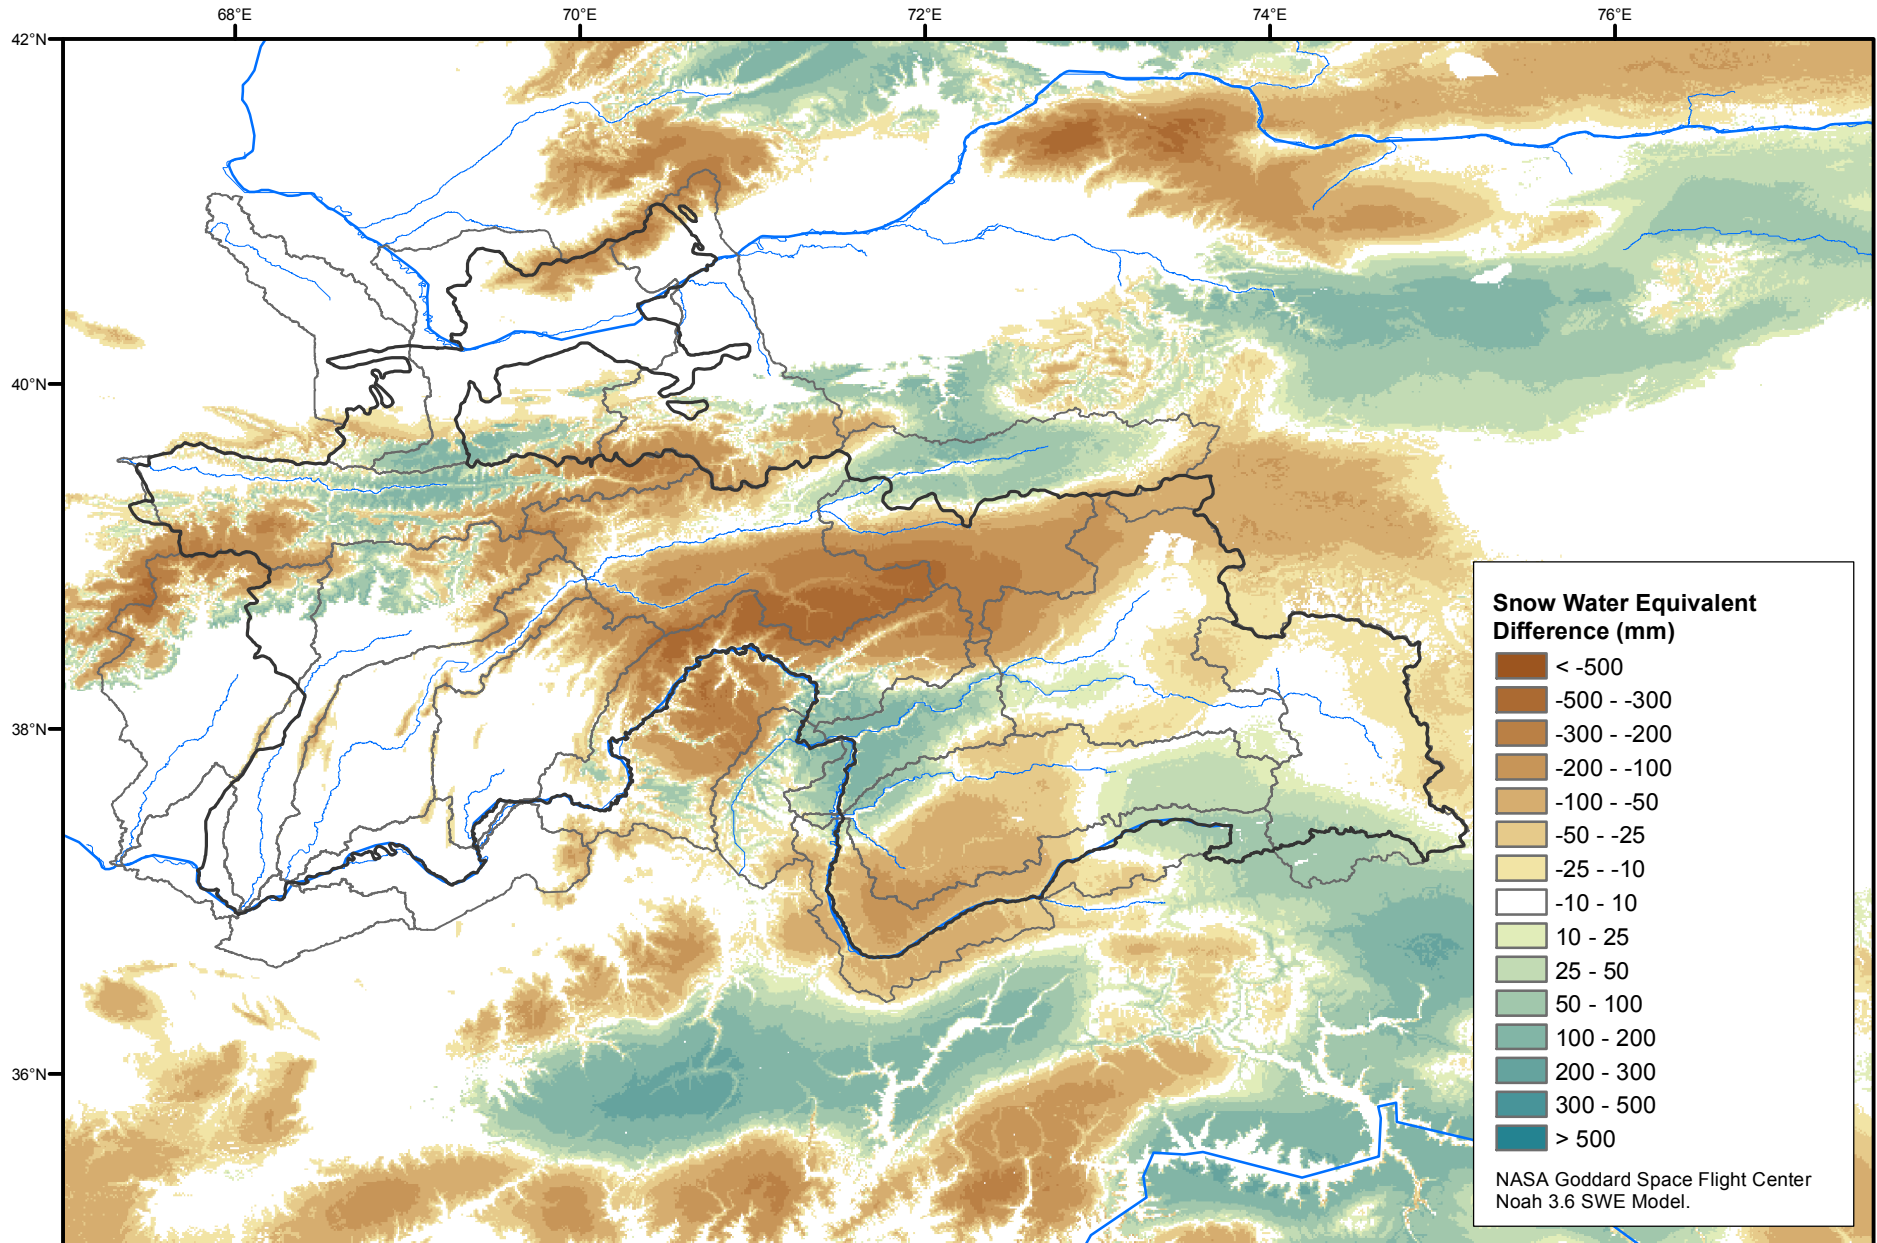 68°E
70°E
72°E
74°E
76°E
42°N
40°N
38°N
36°N
Snow Water Equivalent
Difference (mm)
< -500
-500 - -300
-300 - -200
-200 - -100
-100 - -50
-50 - -25
-25 - -10
-10 - 10
10 - 25
25 - 50
50 - 100
100 - 200
200 - 300
300 - 500
> 500
NASA Goddard Space Flight Center
Noah 3.6 SWE Model.